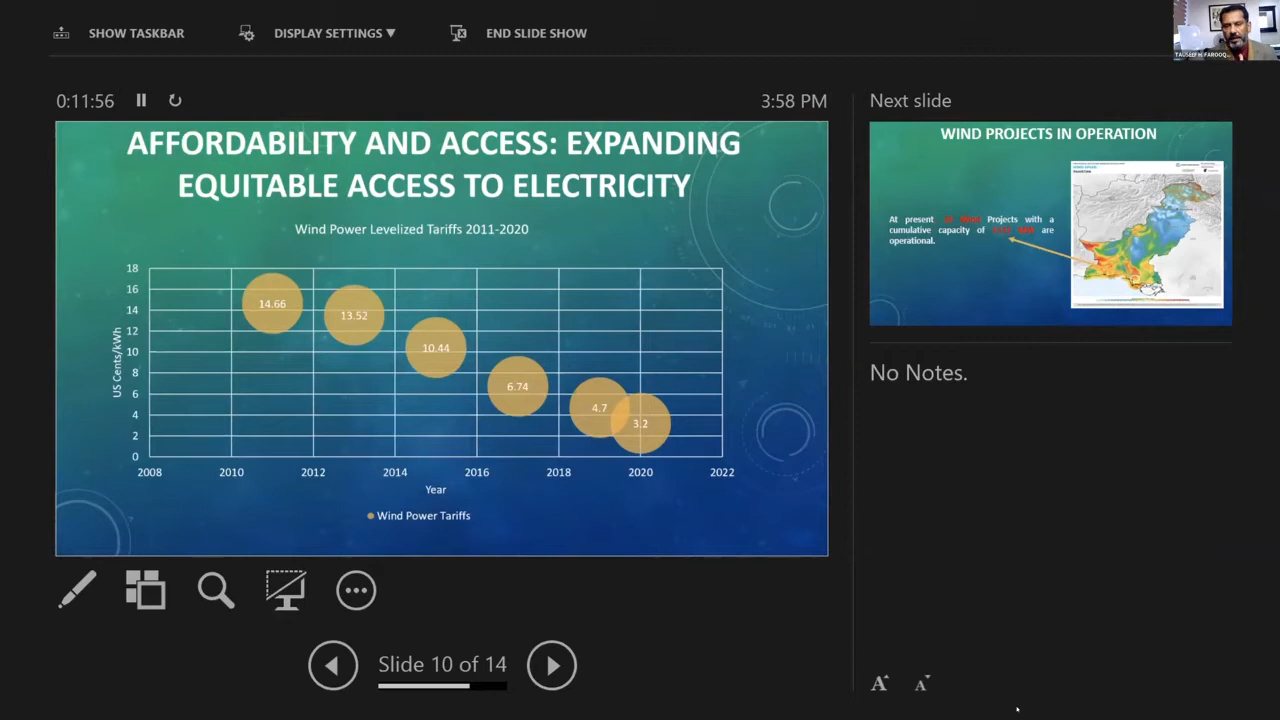 SHOW TASKBAR
DISPLAY SETTINGS ▼
END SLIDE SHOW
0:11:56
3:58 PM
AFFORDABILITY AND ACCESS: EXPANDING
EQUITABLE ACCESS TO ELECTRICITY
Wind Power Levelized Tariffs 2011-2020
US Cents/kWh
18
16
14
12
10
8
6
4
2
0
14.66
13.52
10.44
6.74
4.7
3.2
2008
2010
2012
2014
2016
2018
2020
2022
Year
Wind Power Tariffs
Slide 10 of 14
Next slide
WIND PROJECTS IN OPERATION
At present Projects with a
cumulative capacity of are
operational.
No Notes.
A
A